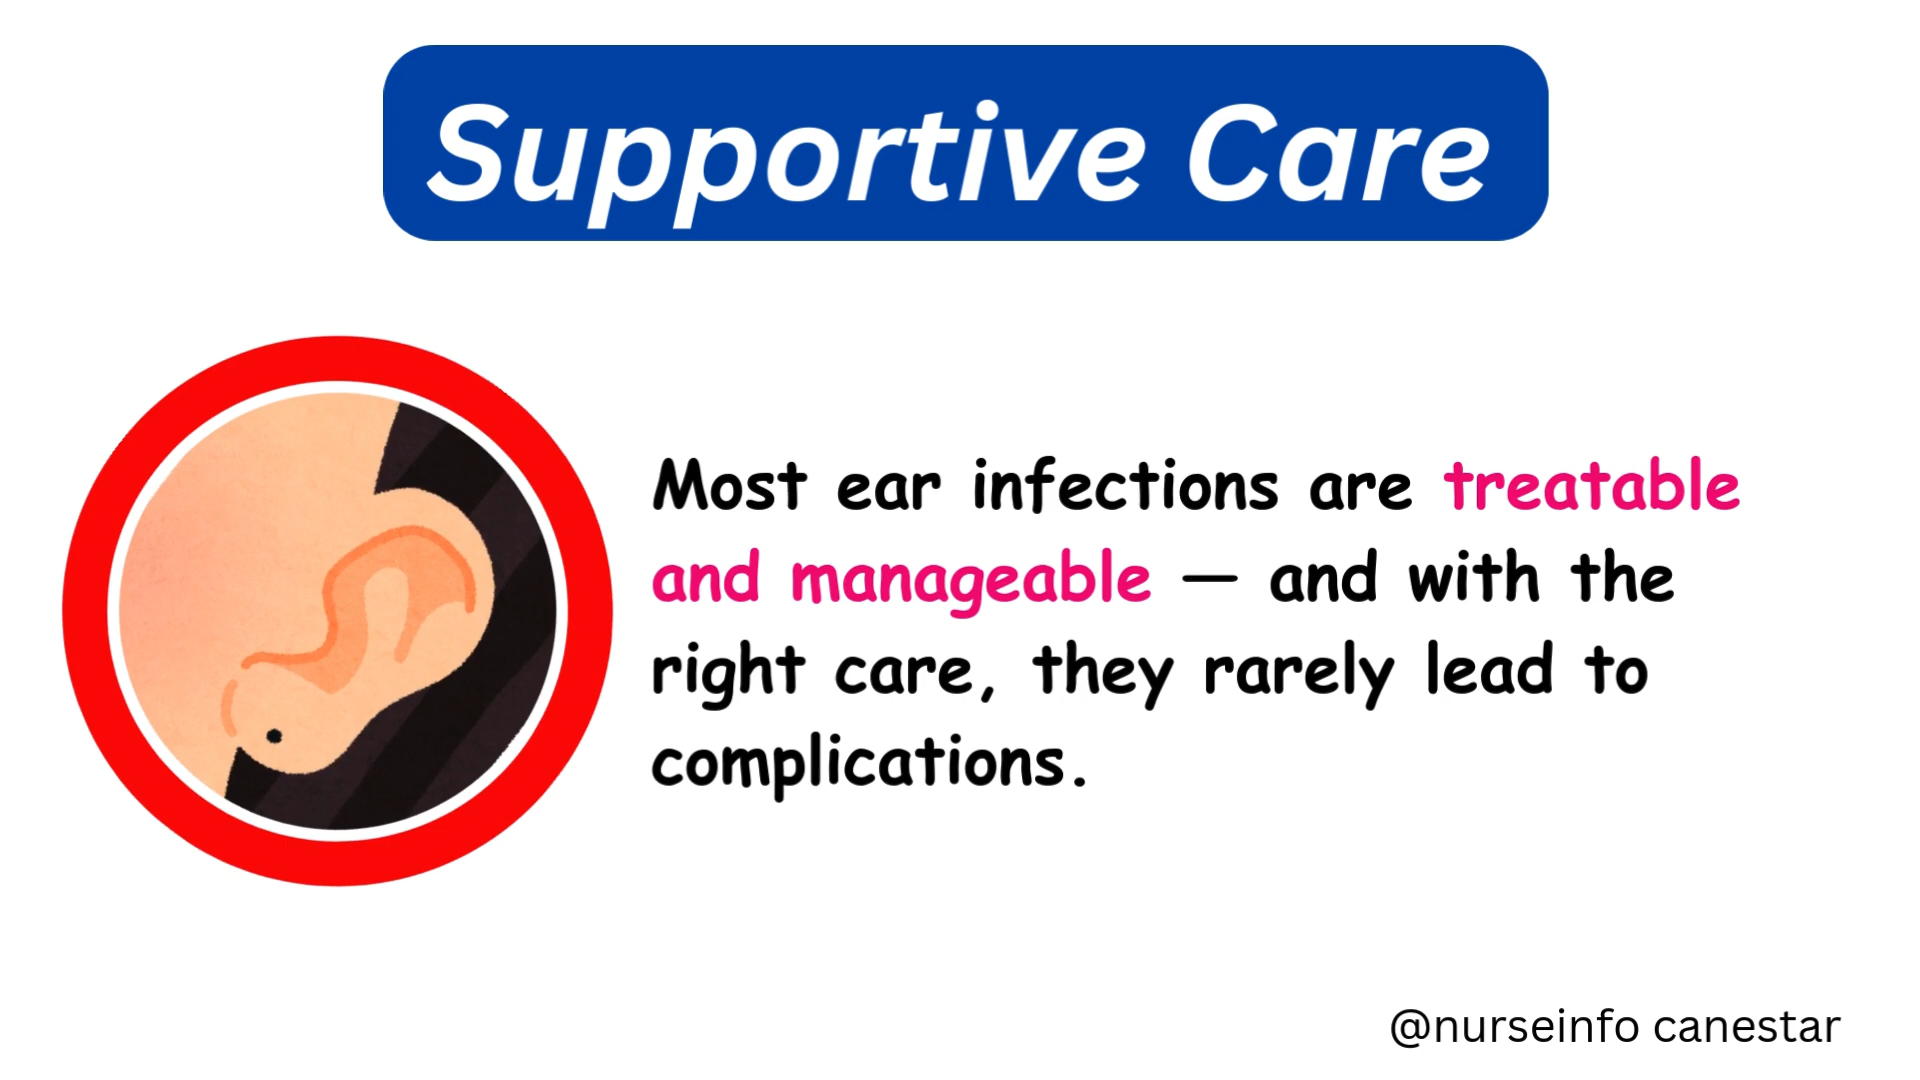 Supportive Care
Most ear infections are treatable
and manageable — and with the
right care, they rarely lead to
complications.
@nurseinfo canestar